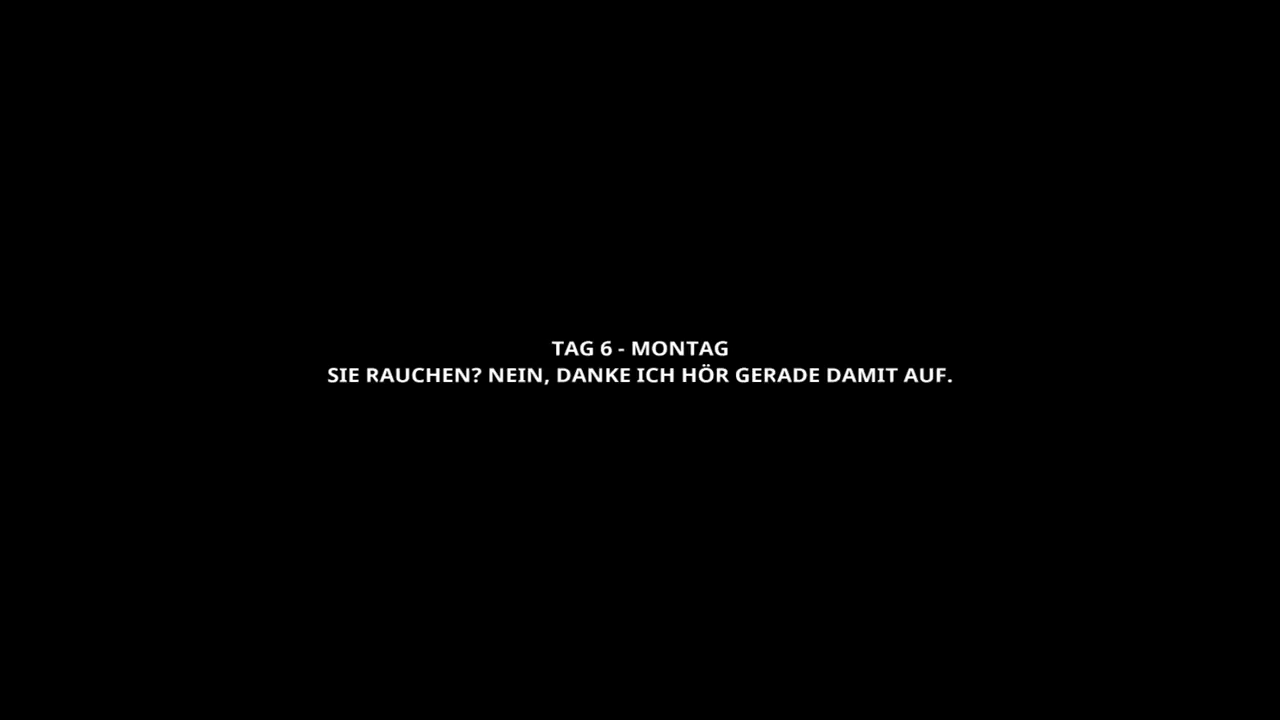 TAG 6 - MONTAG
SIE RAUCHEN? NEIN, DANKE ICH HÖR GERADE DAMIT AUF.